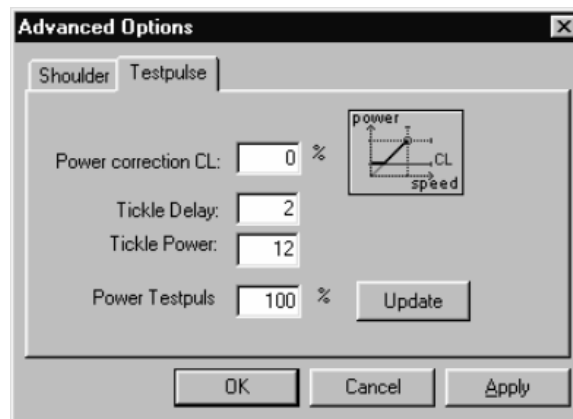 Advanced Options
Shoulder Testpulse
power
CL
speed
Power correction CL: 0 %
Tickle Delay: 2
Tickle Power: 12
Power Testpuls 100 % Update
OK Cancel Apply